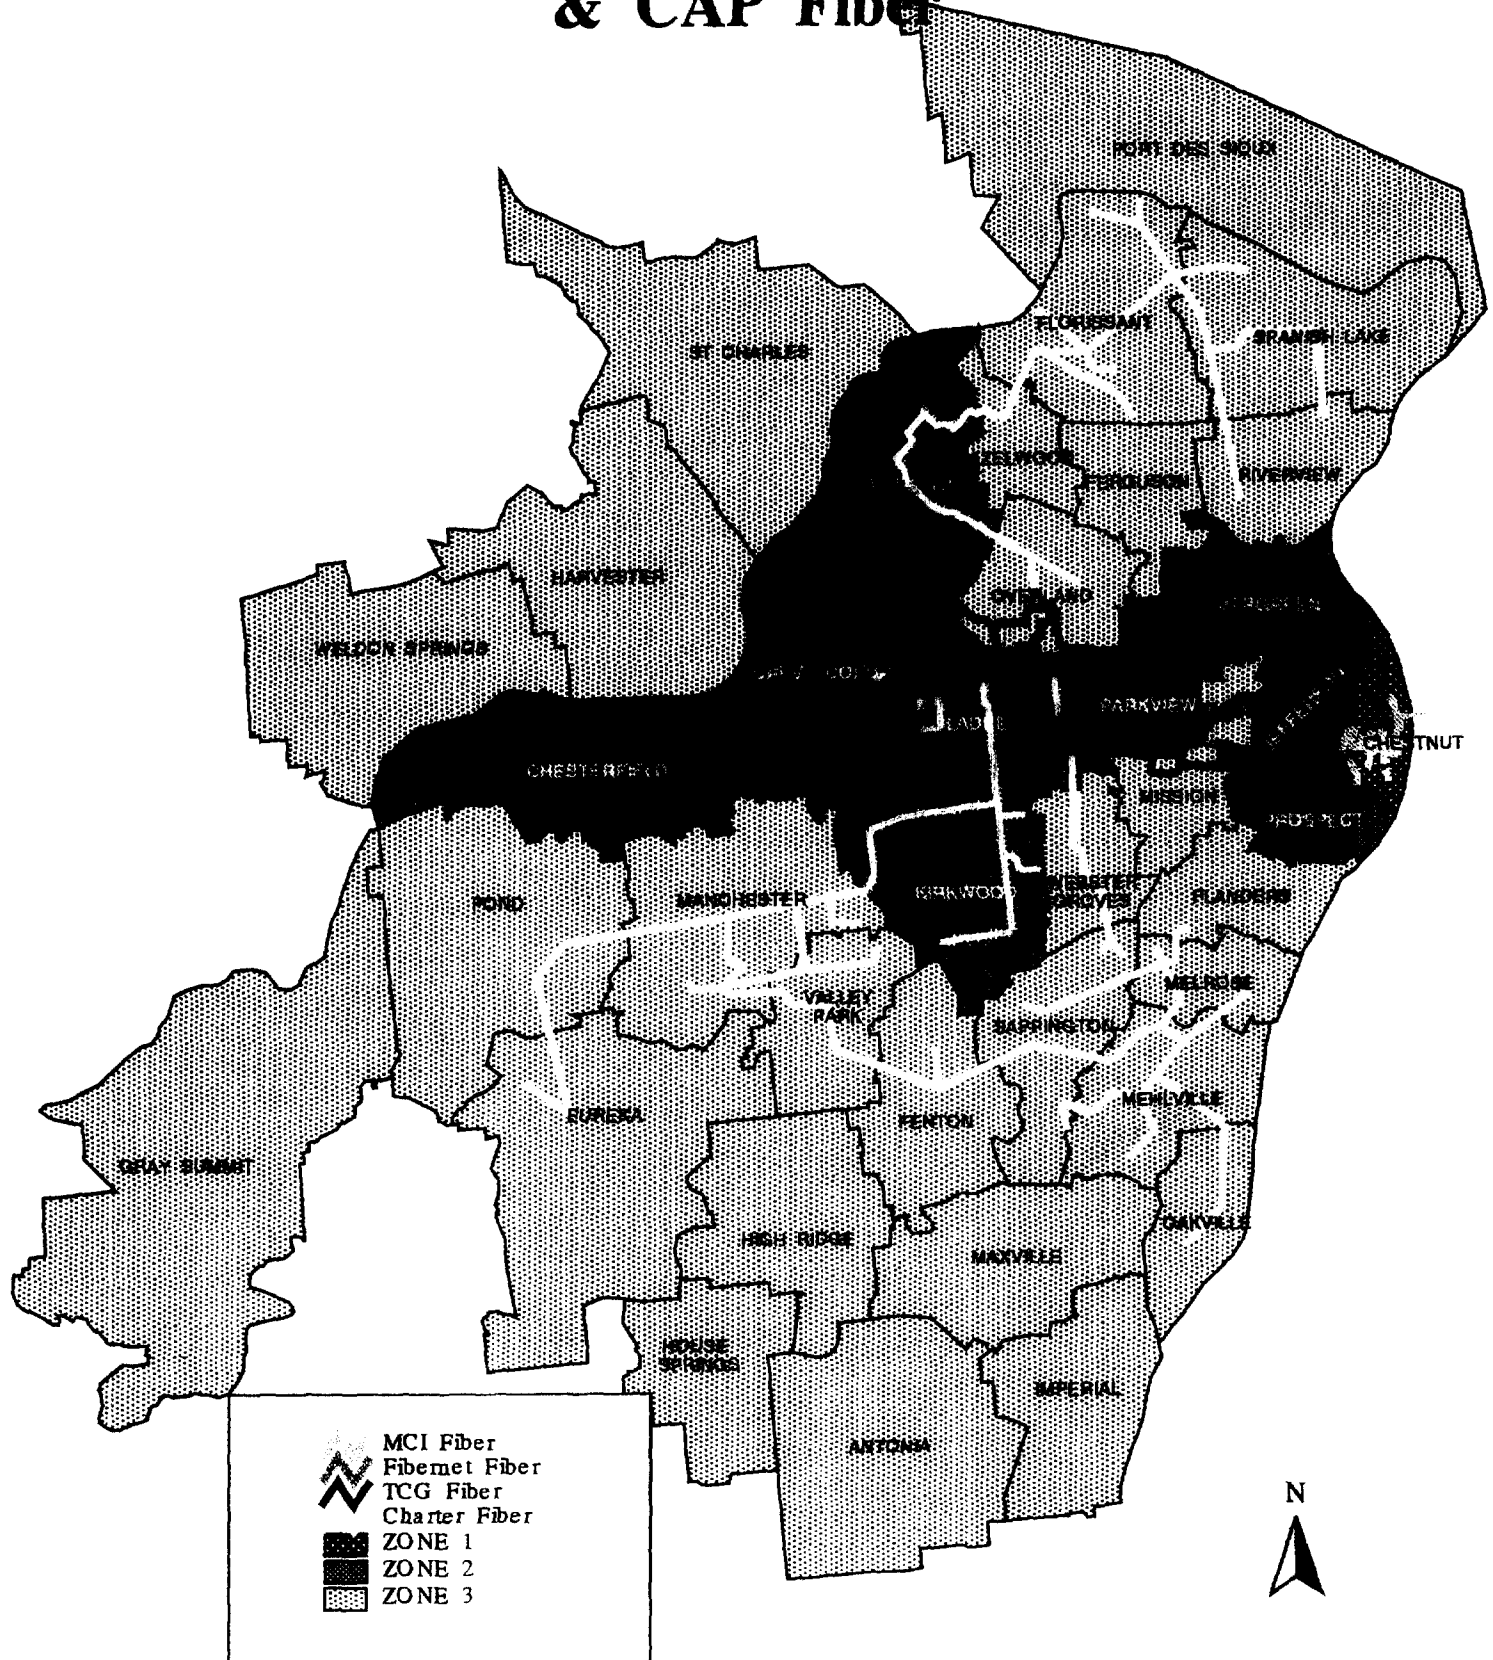 & CAP Fiber
PORT DES SIOUX
FLORISSANT
SPANISH LAKE
ST CHARLES
RIVERVIEW
FERGUSON
HARVESTER
OVERLAND
WELDON SPRINGS
PARKVIEW
LADUE
CHESTNUT
CHESTERFIELD
MISSION
PROSPECT
KIRKWOOD
WEBSTER
GROVES
FLANDERS
POND
MANCHESTER
MELROSE
VALLEY
PARK
SAPPINGTON
MEHLVILLE
EUREKA
FENTON
GRAY SUMMIT
OAKVILLE
HIGH RIDGE
MAXVILLE
HOUSE
SPRINGS
IMPERIAL
ANTONIA
MCI Fiber
Fibernet Fiber
TCG Fiber
Charter Fiber
ZONE 1
ZONE 2
ZONE 3
N